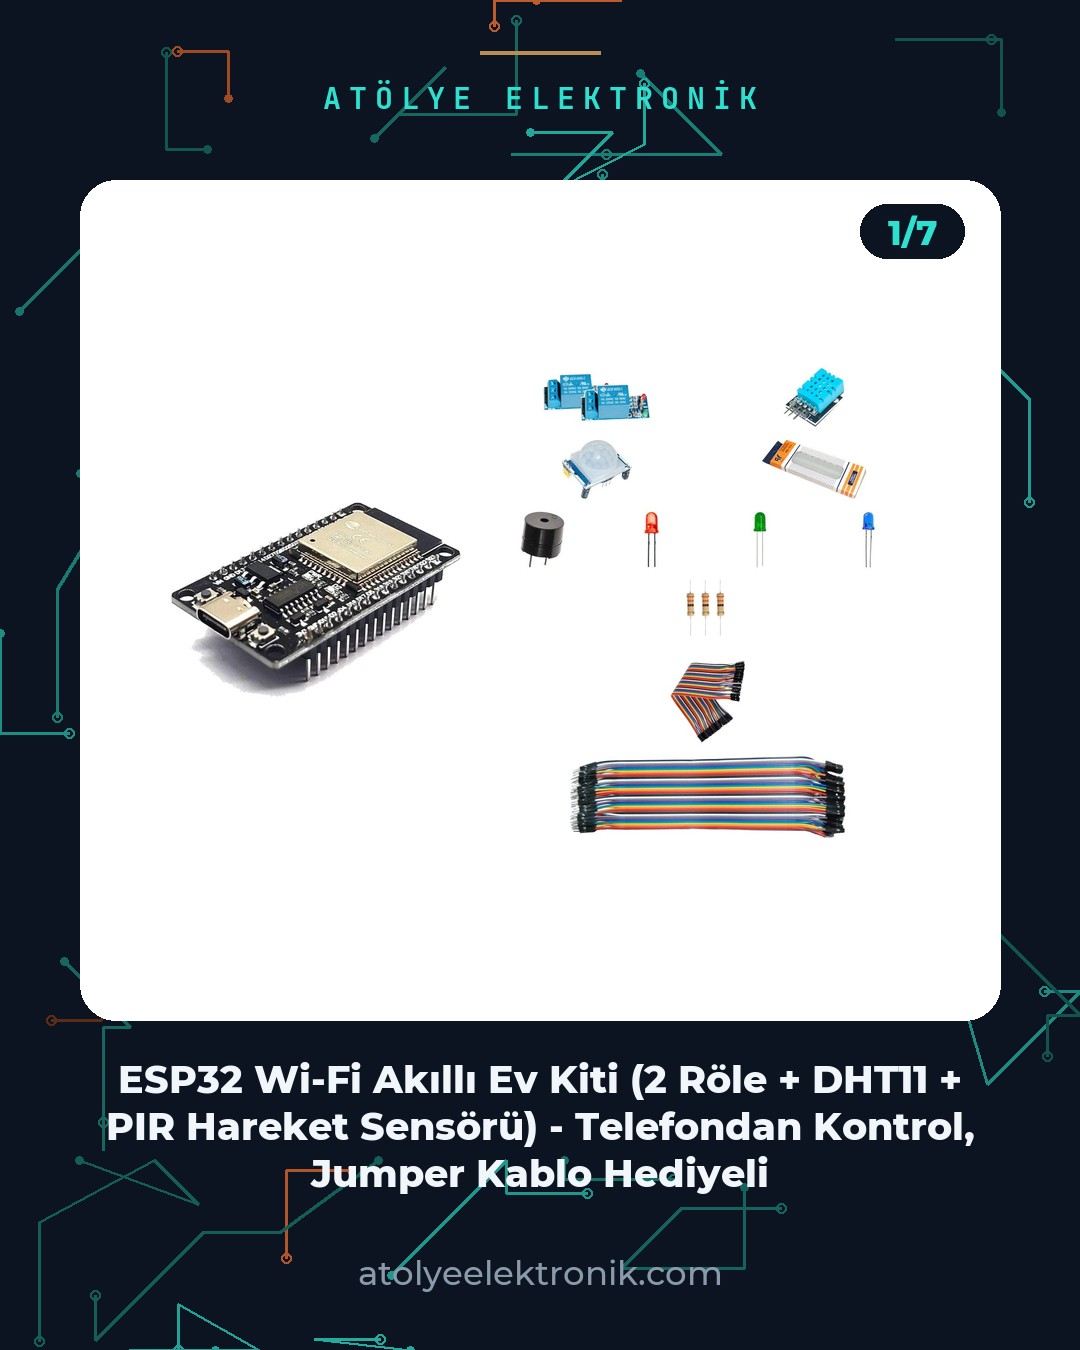 ATÖLYE ELEKTRONİK
1/7
ESP32 Wi-Fi Akıllı Ev Kiti (2 Röle + DHT11 +
PIR Hareket Sensörü) - Telefondan Kontrol,
Jumper Kablo Hediyeli
atolyeelektronik.com